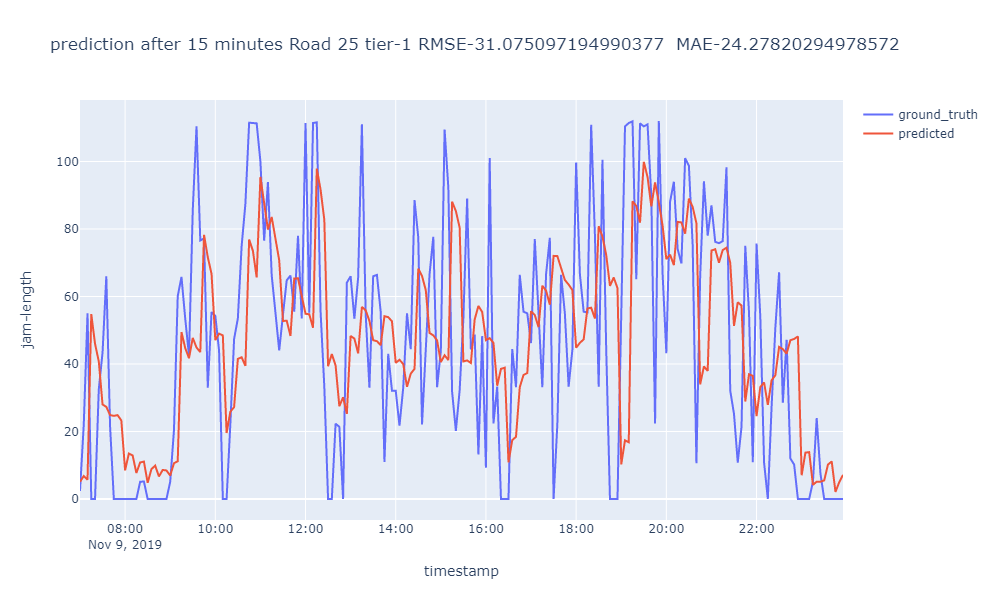 prediction after 15 minutes Road 25 tier-1 RMSE-31.075097194990377  MAE-24.27820294978572
ground_truth
predicted
100
80
60
40
20
0
jam-length
08:00 10:00 12:00 14:00 16:00 18:00 20:00 22:00
Nov 9, 2019
timestamp